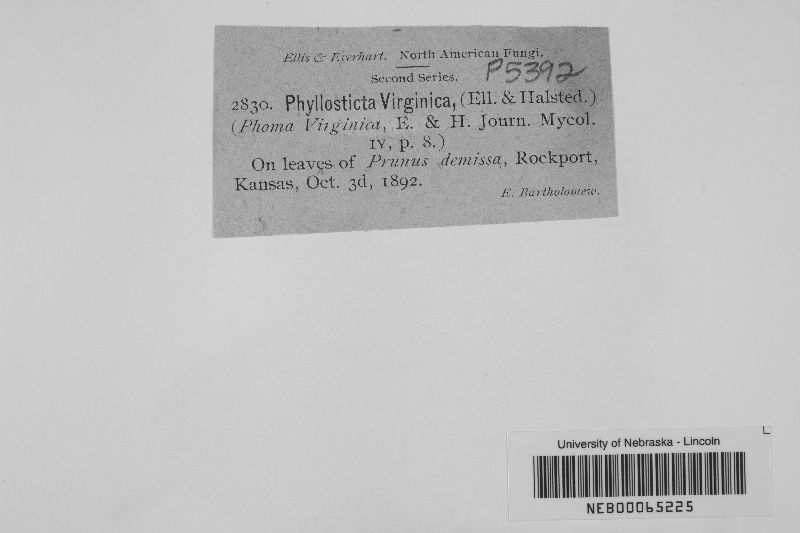 Ellis & Everhart. North American Fungi.
Second Series. P5392
2830. Phyllosticta Virginica, (Ell. & Halsted.)
(Phoma Virginica, E. & H. Journ. Mycol.
IV, p. 8.)
On leaves of Prunus demissa, Rockport,
Kansas, Oct. 3d, 1892.
E. Bartholomew.
University of Nebraska - Lincoln
NEB00065225